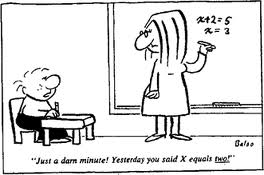 x+2=5
x = 3
Balso
"Just a darn minute! Yesterday you said X equals two!"